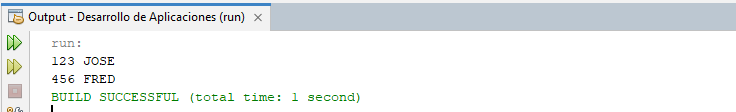 Output - Desarrollo de Aplicaciones (run) ×
run:
123 JOSE
456 FRED
BUILD SUCCESSFUL (total time: 1 second)